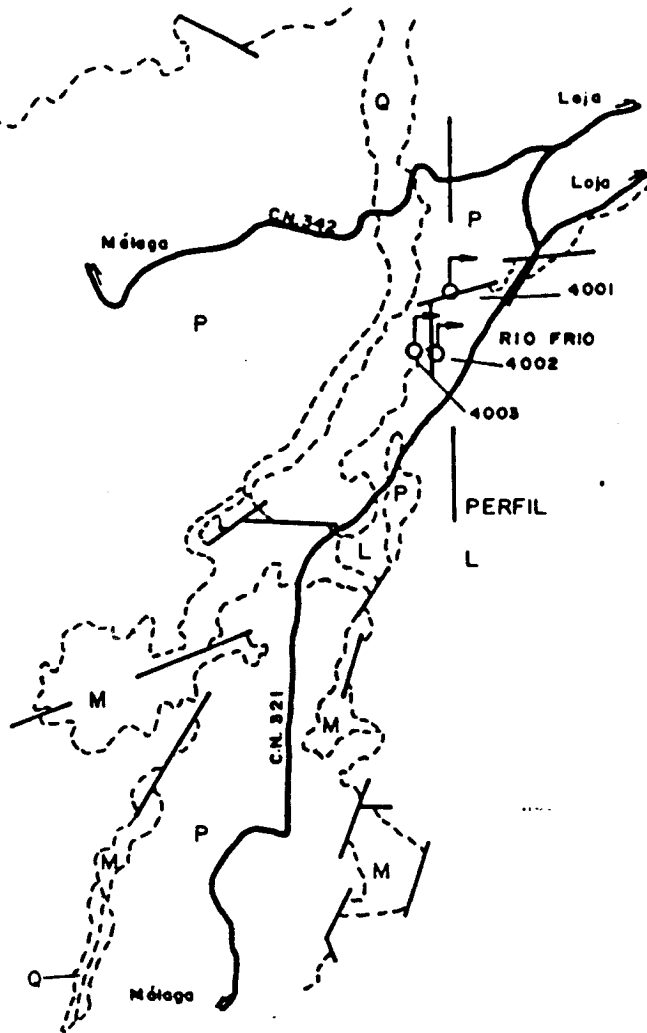 Q
Loja
Loja
C.N. 342
Málaga
P
P
4001
RIO FRIO
4002
4003
P
PERFIL
L
L
M
M
C.N. 321
P
M
M
Q
Málaga